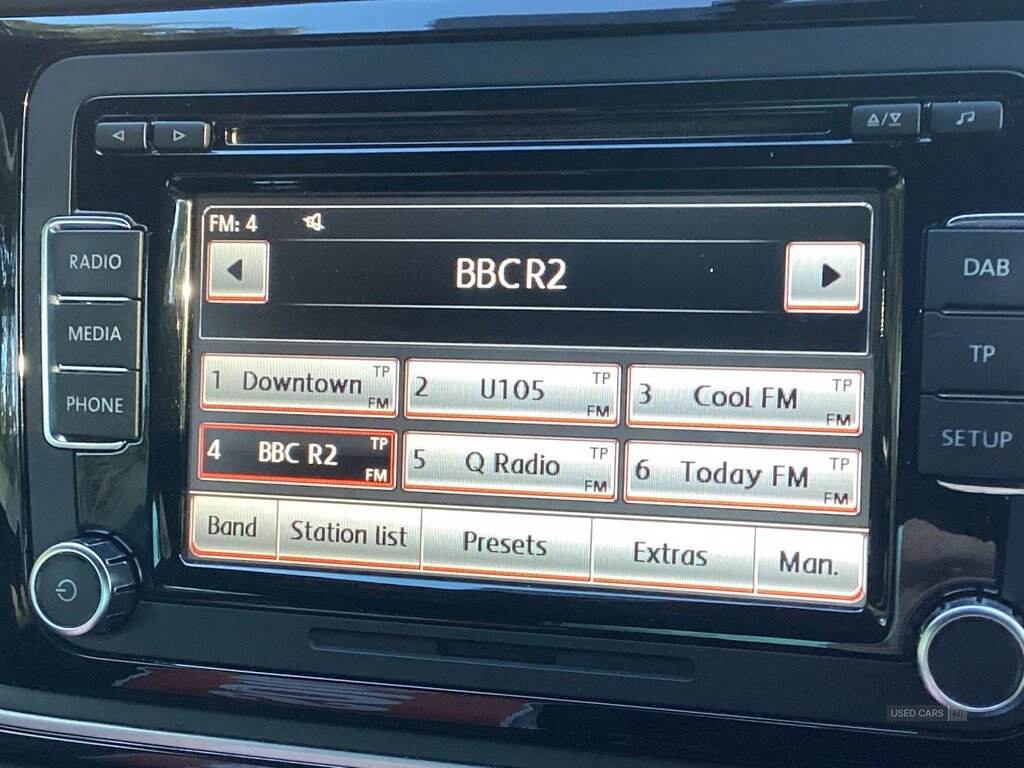 FM: 4
BBC R2
RADIO
MEDIA
PHONE
DAB
TP
SETUP
1 Downtown TP FM
2 U105 TP FM
3 Cool FM TP FM
4 BBC R2 TP FM
5 Q Radio TP FM
6 Today FM TP FM
Band Station list Presets Extras Man.
USED CARS NI